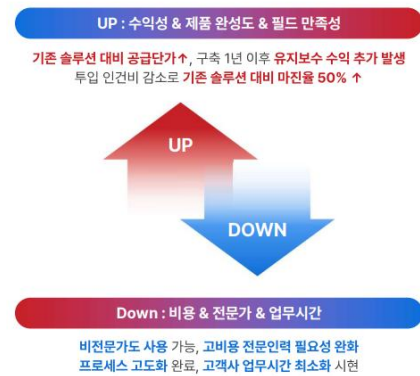 UP : 수익성 & 제품 완성도 & 필드 만족성
기존 솔루션 대비 공급단가↑, 구축 1년 이후 유지보수 수익 추가 발생
투입 인건비 감소로 기존 솔루션 대비 마진율 50% ↑
UP
DOWN
Down : 비용 & 전문가 & 업무시간
비전문가도 사용 가능, 고비용 전문인력 필요성 완화
프로세스 고도화 완료, 고객사 업무시간 최소화 시현